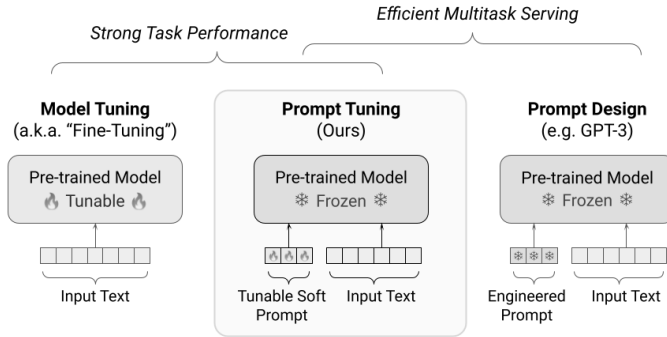 Efficient Multitask Serving
Strong Task Performance
Model Tuning
(a.k.a. “Fine-Tuning”)
Pre-trained Model
Tunable
Input Text
Prompt Tuning
(Ours)
Pre-trained Model
Frozen
Tunable Soft
Prompt
Input Text
Prompt Design
(e.g. GPT-3)
Pre-trained Model
Frozen
Engineered
Prompt
Input Text